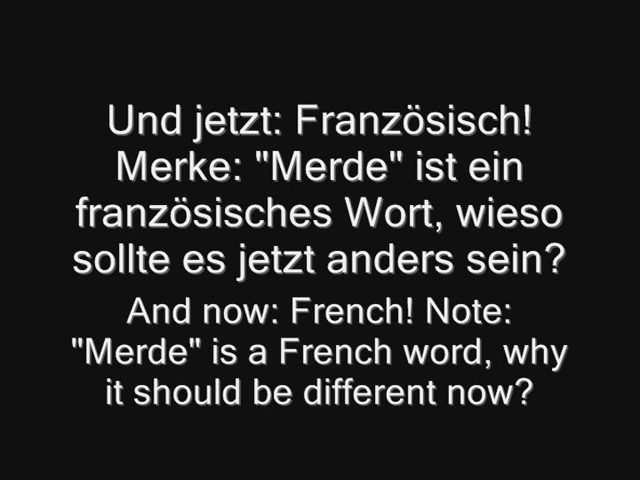 Und jetzt: Französisch!
Merke: "Merde" ist ein
französisches Wort, wieso
sollte es jetzt anders sein?
And now: French! Note:
"Merde" is a French word, why
it should be different now?